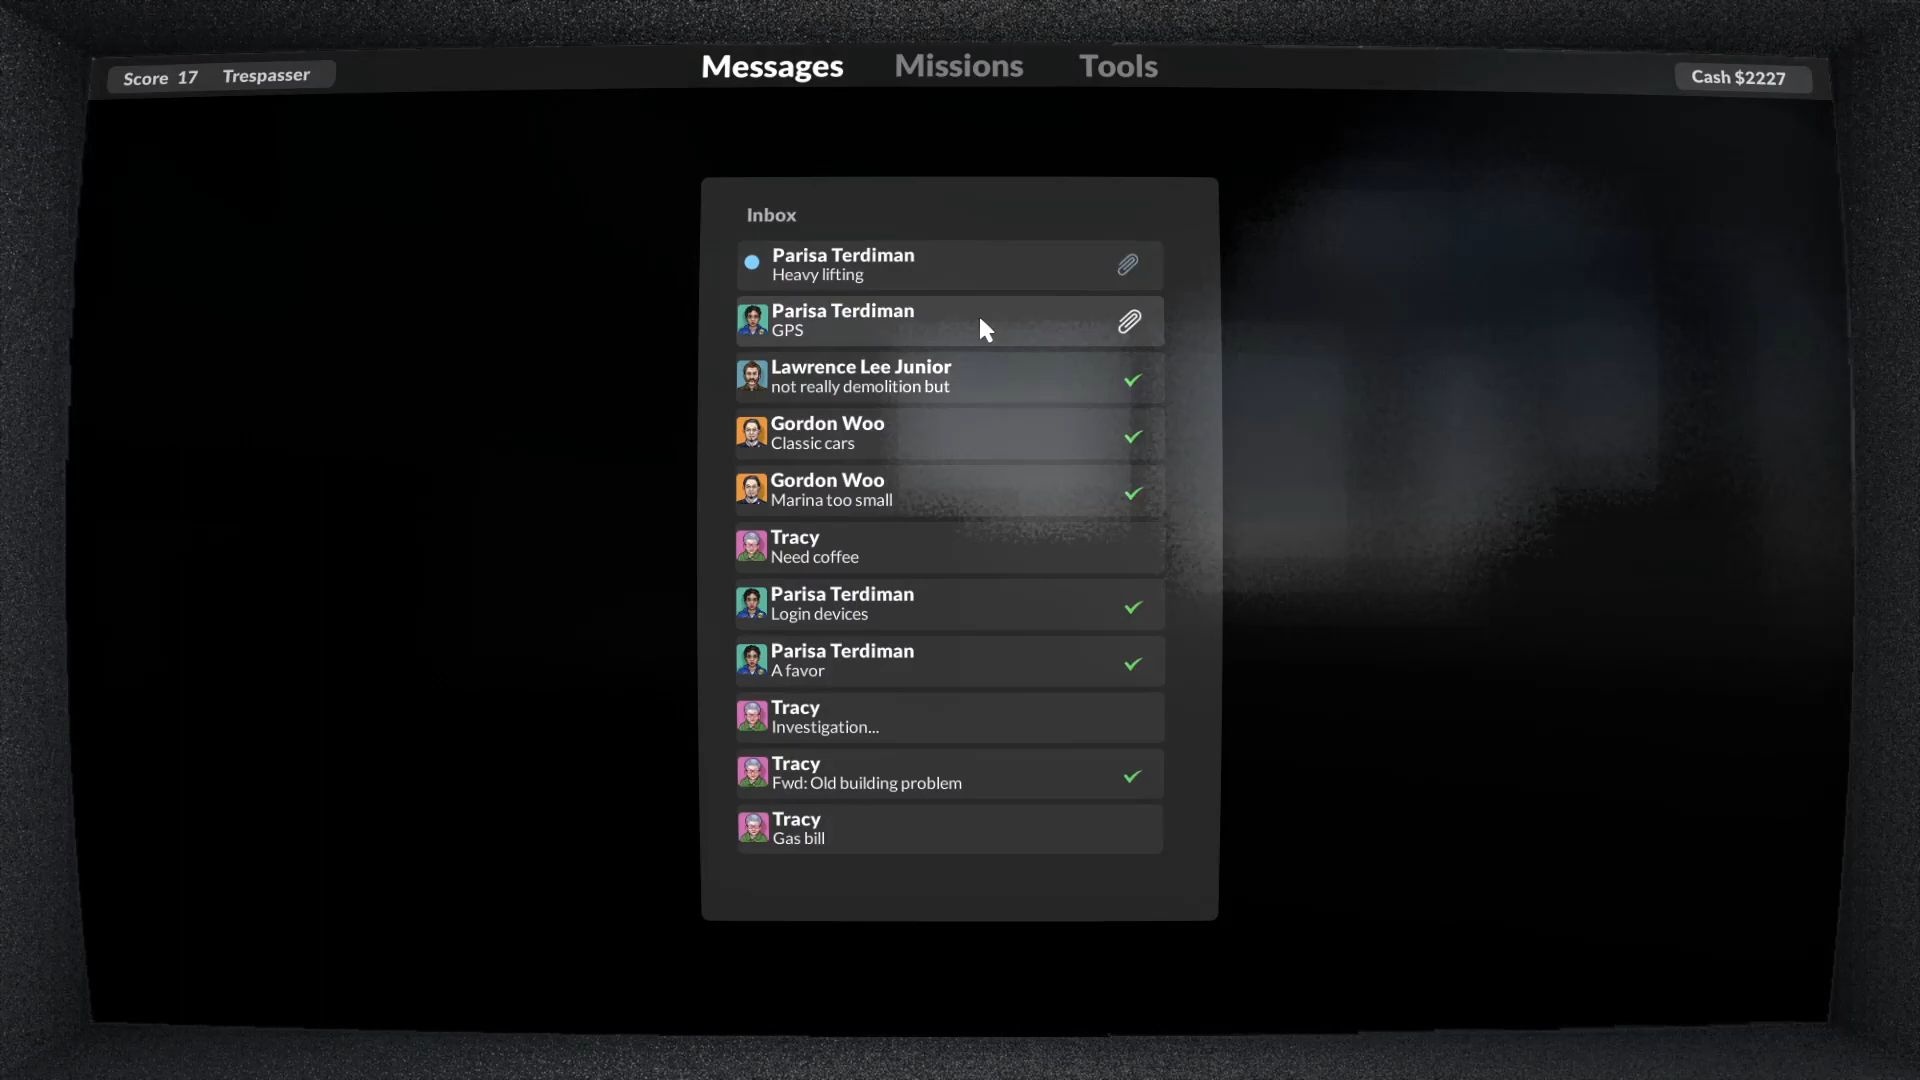 Score 17 Trespasser
Messages Missions Tools
Cash $2227
Inbox
Parisa Terdiman
Heavy lifting
Parisa Terdiman
GPS
Lawrence Lee Junior
not really demolition but
Gordon Woo
Classic cars
Gordon Woo
Marina too small
Tracy
Need coffee
Parisa Terdiman
Login devices
Parisa Terdiman
A favor
Tracy
Investigation...
Tracy
Fwd: Old building problem
Tracy
Gas bill